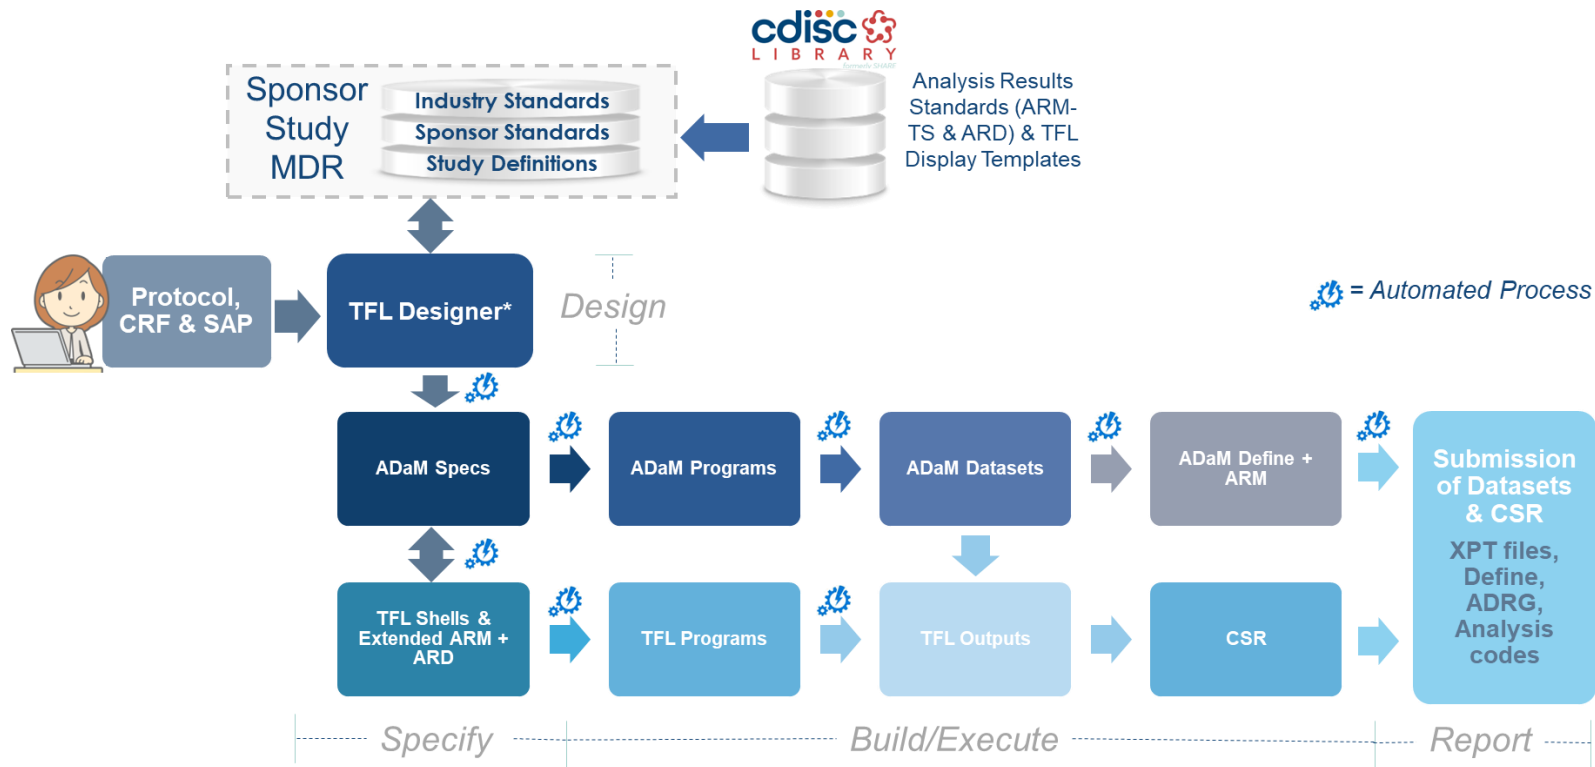 cdisc
LIBRARY
formerly SHARE
Sponsor
Study
MDR
Industry Standards
Sponsor Standards
Study Definitions
Analysis Results
Standards (ARM-
TS & ARD) & TFL
Display Templates
Protocol,
CRF & SAP
TFL Designer*
Design
= Automated Process
ADaM Specs
ADaM Programs
ADaM Datasets
ADaM Define +
ARM
Submission
of Datasets
& CSR
XPT files,
Define,
ADRG,
Analysis
codes
TFL Shells &
Extended ARM +
ARD
TFL Programs
TFL Outputs
CSR
Specify
Build/Execute
Report